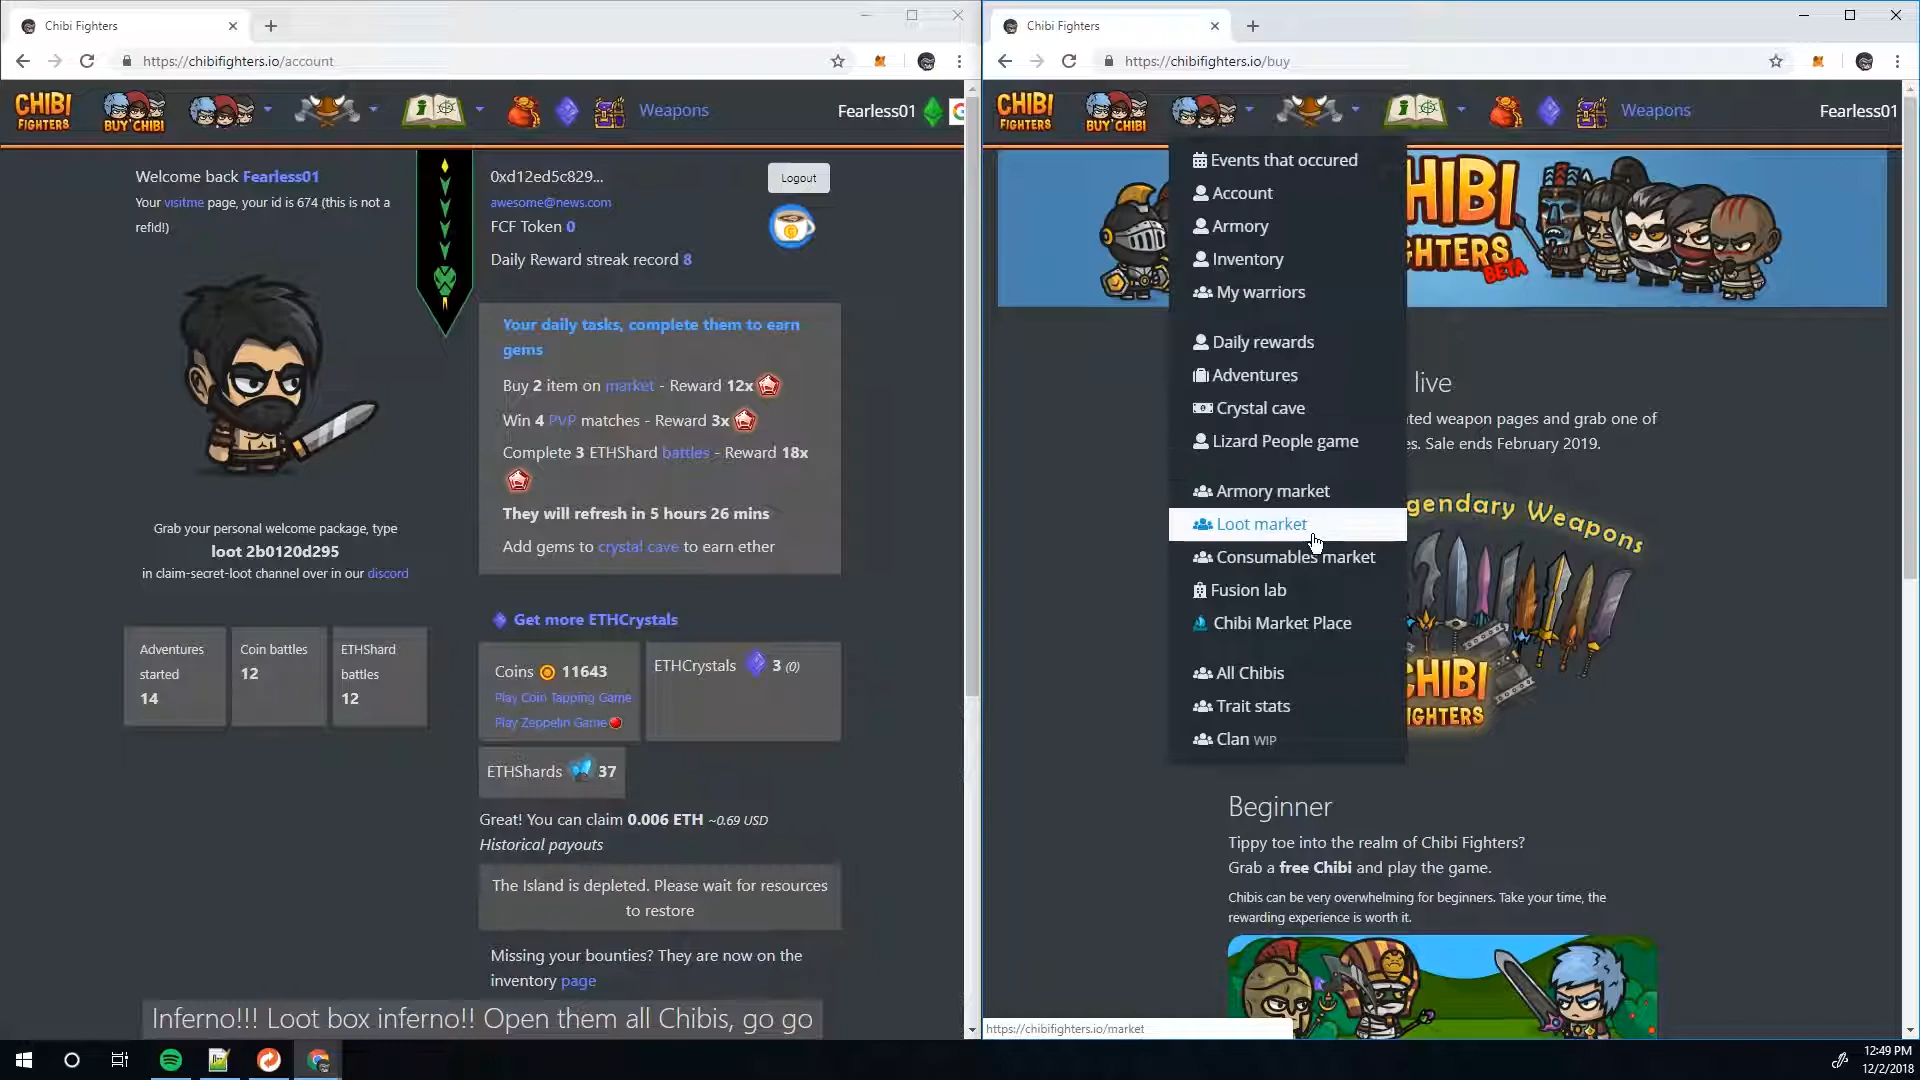 Chibi Fighters
https://chibifighters.io/account
CHIBI
FIGHTERS
BUY CHIBI
Weapons
Fearless01
Welcome back Fearless01
Your visitme page, your id is 674 (this is not a
refId!)
0xd12ed5c829...
Logout
awesome@news.com
FCF Token 0
Daily Reward streak record 8
Your daily tasks, complete them to earn
gems
Buy 2 item on market - Reward 12x
Win 4 PVP matches - Reward 3x
Complete 3 ETHShard battles - Reward 18x
They will refresh in 5 hours 26 mins
Add gems to crystal cave to earn ether
Grab your personal welcome package, type
loot 2b0120d295
in claim-secret-loot channel over in our discord
Adventures
started
14
Coin battles
12
ETHShard
battles
12
Get more ETHCrystals
Coins 11643
Play Coin Tapping Game
Play Zeppelin Game
ETHCrystals 3 (0)
ETHShards 37
Great! You can claim 0.006 ETH ~0.69 USD
Historical payouts
The Island is depleted. Please wait for resources
to restore
Missing your bounties? They are now on the
inventory page
Inferno!!! Loot box inferno!! Open them all Chibis, go go
Chibi Fighters
https://chibifighters.io/buy
CHIBI
FIGHTERS
BUY CHIBI
Weapons
Fearless01
Events that occured
Account
Armory
Inventory
My warriors
Daily rewards
Adventures
Crystal cave
Lizard People game
Armory market
Loot market
Consumables market
Fusion lab
Chibi Market Place
All Chibis
Trait stats
Clan WIP
HIBI
GHTERS
BETA
live
ted weapon pages and grab one of
es. Sale ends February 2019.
gendary Weapons
CHIBI
IGHTERS
Beginner
Tippy toe into the realm of Chibi Fighters?
Grab a free Chibi and play the game.
Chibis can be very overwhelming for beginners. Take your time, the
rewarding experience is worth it.
https://chibifighters.io/market
12:49 PM
12/2/2018